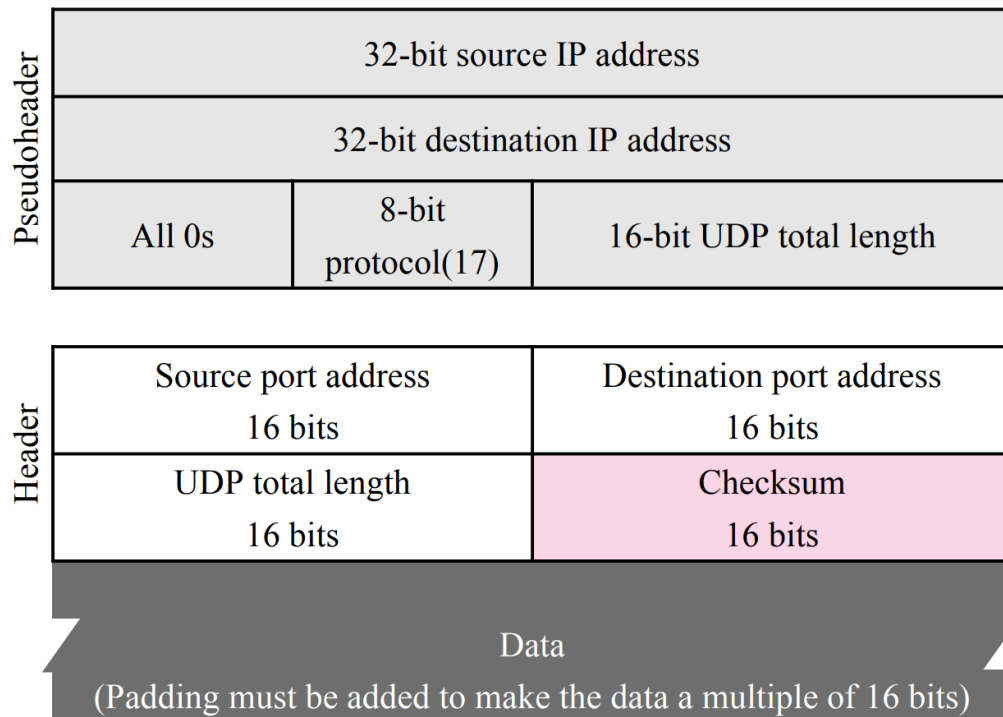 Pseudoheader
32-bit source IP address
32-bit destination IP address
All 0s
8-bit
protocol(17)
16-bit UDP total length
Header
Source port address
16 bits
Destination port address
16 bits
UDP total length
16 bits
Checksum
16 bits
Data
(Padding must be added to make the data a multiple of 16 bits)